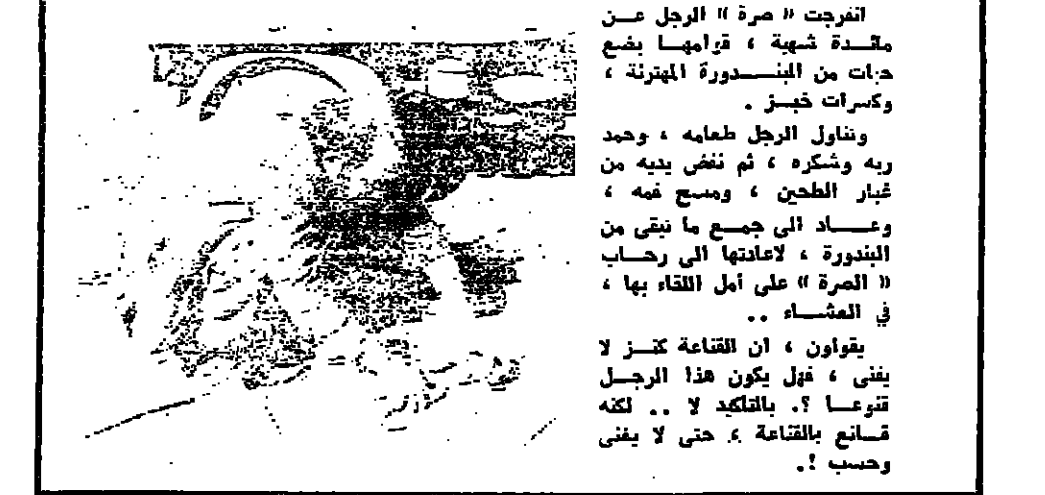 انفرجت « صرة » الرجل عن
مائدة شهية ، قوامها بضع
حبات من البندورة المهترئة ،
وكسرات خبز .
وتناول الرجل طعامه ، وحمد
ربه وشكره ، ثم نفض يديه من
غبار الطحين ، ومسح فمه ،
وعاد الى جمع ما تبقى من
البندورة ، لاعادتها الى رحاب
« الصرة » على أمل اللقاء بها ،
في العشاء ..
يقولون ، ان القناعة كنز لا
يفنى ، فهل يكون هذا الرجل
قنوعا ؟. بالتأكيد لا .. لكنه
قانع بالقناعة ، حتى لا يفنى
وحسب !.